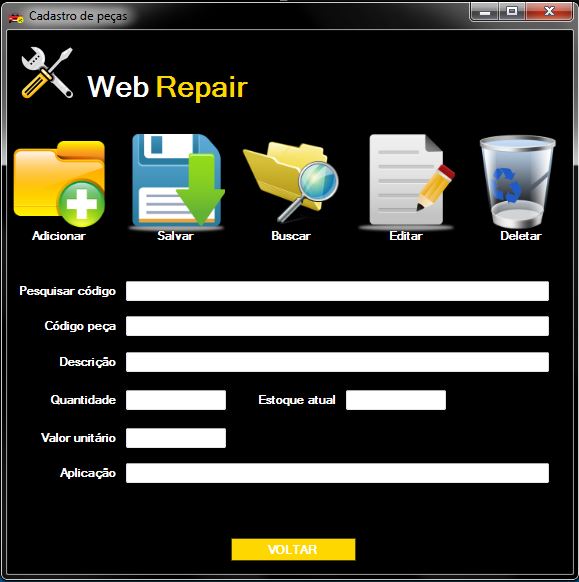 Cadastro de peças
Web Repair
Adicionar Salvar Buscar Editar Deletar
Pesquisar código
Código peça
Descrição
Quantidade Estoque atual
Valor unitário
Aplicação
VOLTAR